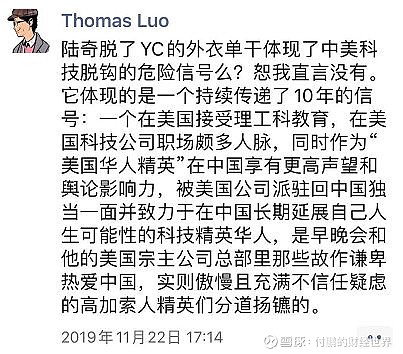 Thomas Luo
陆奇脱了YC的外衣单干体现了中美科
技脱钩的危险信号么？恕我直言没有。
它体现的是一个持续传递了10年的信
号：一个在美国接受理工科教育，在美
国科技公司职场颇多人脉，同时作为“
美国华人精英”在中国享有更高声望和
舆论影响力，被美国公司派驻回中国独
当一面并致力于在中国长期延展自己人
生可能性的科技精英华人，是早晚会和
他的美国宗主公司总部里那些故作谦卑
热爱中国，实则傲慢且充满不信任疑虑
的高加索人精英们分道扬镳的。
2019年11月22日 17:14
雪球：付鹏的财经世界